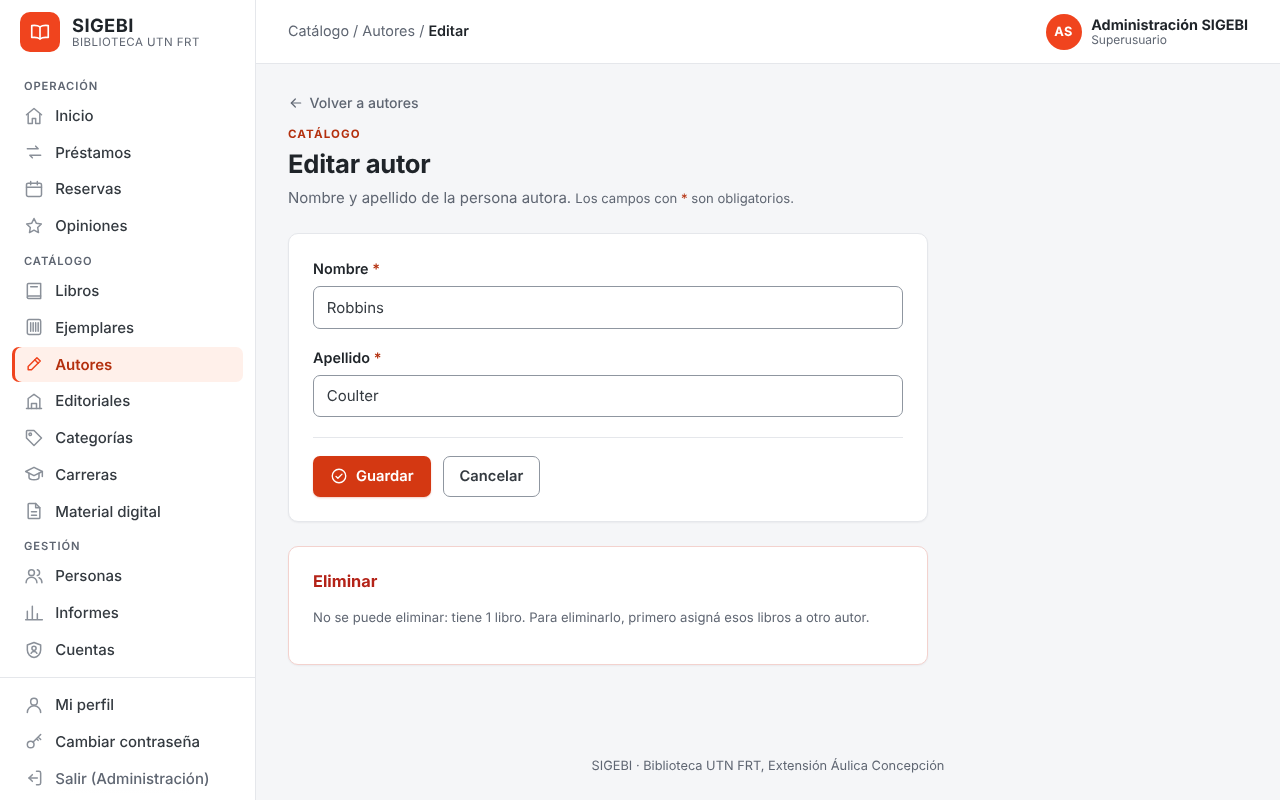 SIGEBI
BIBLIOTECA UTN FRT
OPERACIÓN
Inicio
Préstamos
Reservas
Opiniones
CATÁLOGO
Libros
Ejemplares
Autores
Editoriales
Categorías
Carreras
Material digital
GESTIÓN
Personas
Informes
Cuentas
Mi perfil
Cambiar contraseña
Salir (Administración)
Catálogo / Autores / Editar
AS
Administración SIGEBI
Superusuario
← Volver a autores
CATÁLOGO
Editar autor
Nombre y apellido de la persona autora. Los campos con * son obligatorios.
Nombre *
Robbins
Apellido *
Coulter
Guardar
Cancelar
Eliminar
No se puede eliminar: tiene 1 libro. Para eliminarlo, primero asigná esos libros a otro autor.
SIGEBI · Biblioteca UTN FRT, Extensión Áulica Concepción